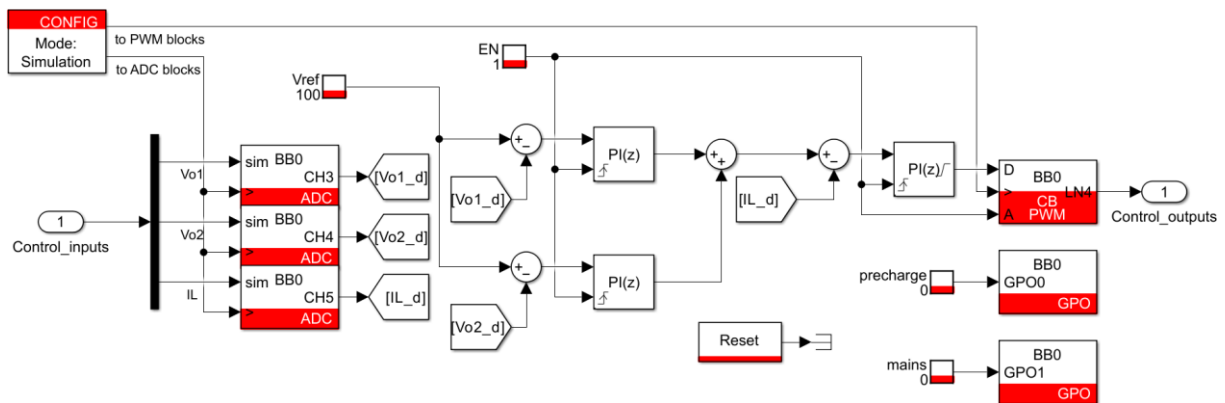 CONFIG
Mode:
Simulation
to PWM blocks
to ADC blocks
EN
1
Vref
100
1
Control_inputs
Vo1
Vo2
IL
sim BB0
CH3
>
ADC
[Vo1_d]
sim BB0
CH4
>
ADC
[Vo2_d]
sim BB0
CH5
>
ADC
[IL_d]
+
−
[Vo1_d]
PI(z)
+
+
[IL_d]
+
−
PI(z)
D
BB0
>
LN4
A
CB
PWM
1
Control_outputs
+
−
[Vo2_d]
PI(z)
Reset
precharge
0
BB0
GPO0
GPO
mains
0
BB0
GPO1
GPO